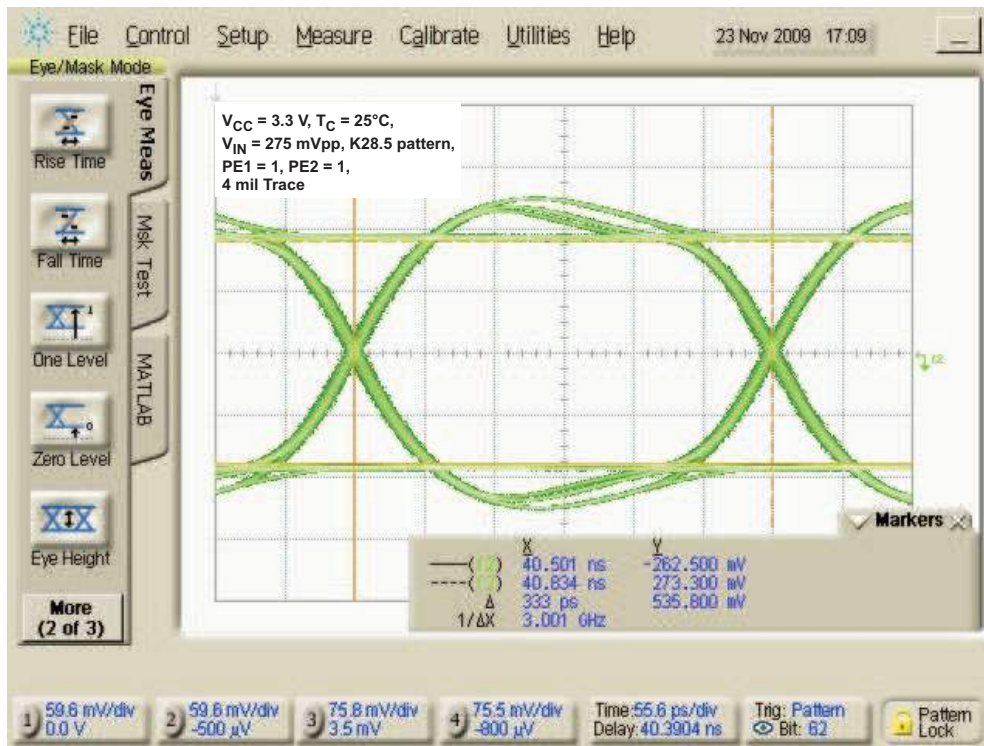 File Control Setup Measure Calibrate Utilities Help 23 Nov 2009 17:09
Eye/Mask Mode
Eye Meas
Msk Test
MATLAB
Rise Time
Fall Time
One Level
Zero Level
Eye Height
More
(2 of 3)
VCC = 3.3 V, TC = 25°C,
VIN = 275 mVpp, K28.5 pattern,
PE1 = 1, PE2 = 1,
4 mil Trace
Markers
X Y
40.501 ns -262.500 mV
40.834 ns 273.300 mV
Δ 333 ps 535.800 mV
1/ΔX 3.001 GHz
1) 59.6 mV/div
0.0 V
2) 59.6 mV/div
-500 μV
3) 75.8 mV/div
3.5 mV
4) 75.5 mV/div
-800 μV
Time:55.6 ps/div
Delay:40.3904 ns
Trig: Pattern
Bit: 62
Pattern
Lock